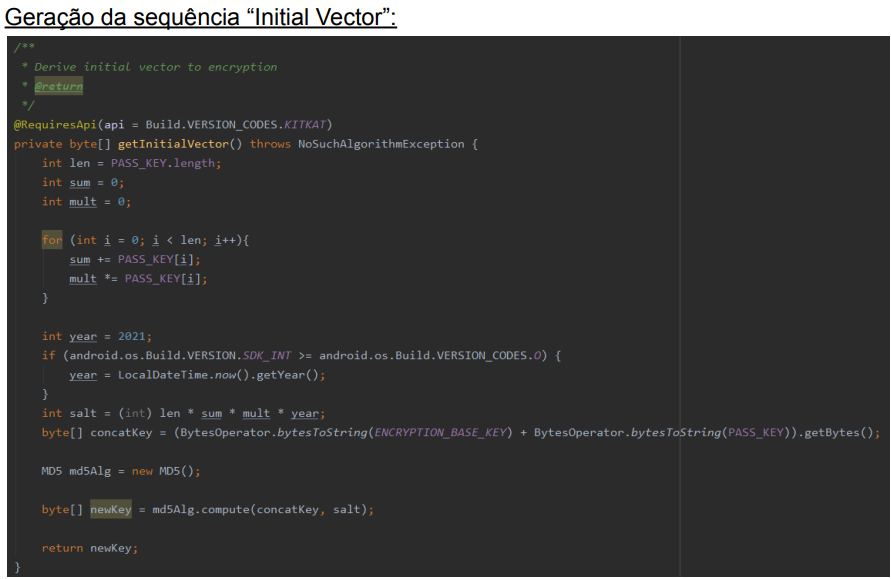 Geração da sequência “Initial Vector”:
/**
 * Derive initial vector to encryption
 * @return
 */
@RequiresApi(api = Build.VERSION_CODES.KITKAT)
private byte[] getInitialVector() throws NoSuchAlgorithmException {
    int len = PASS_KEY.length;
    int sum = 0;
    int mult = 0;
    for (int i = 0; i < len; i++){
        sum += PASS_KEY[i];
        mult *= PASS_KEY[i];
    }
    int year = 2021;
    if (android.os.Build.VERSION.SDK_INT >= android.os.Build.VERSION_CODES.O) {
        year = LocalDateTime.now().getYear();
    }
    int salt = (int) len * sum * mult * year;
    byte[] concatKey = (BytesOperator.bytesToString(ENCRYPTION_BASE_KEY) + BytesOperator.bytesToString(PASS_KEY)).getBytes();
    MD5 md5Alg = new MD5();
    byte[] newKey = md5Alg.compute(concatKey, salt);
    return newKey;
}